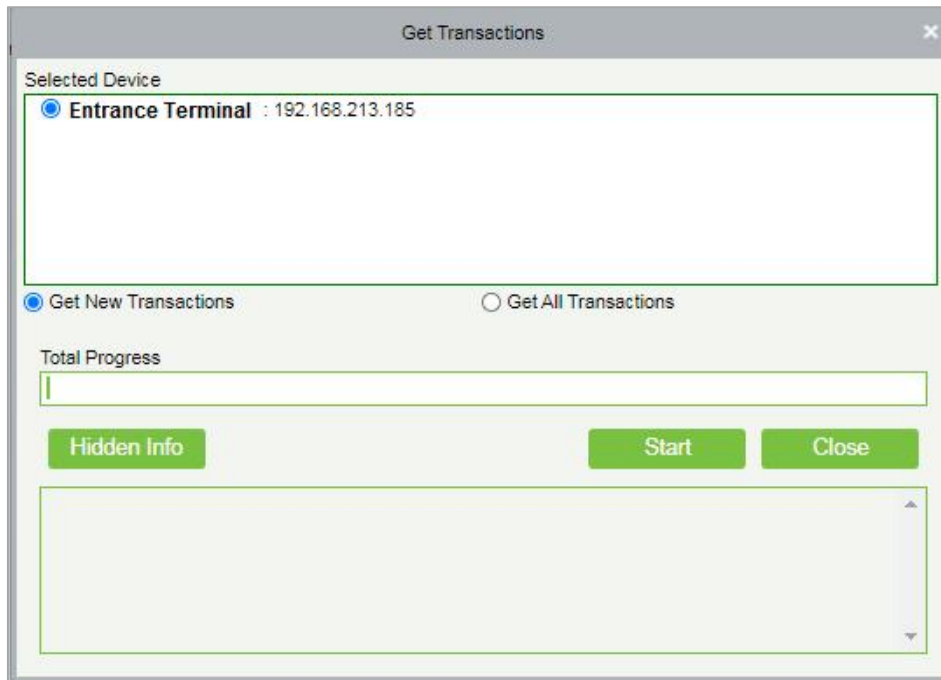 Get Transactions
Selected Device
Entrance Terminal : 192.168.213.185
Get New Transactions Get All Transactions
Total Progress
Hidden Info Start Close